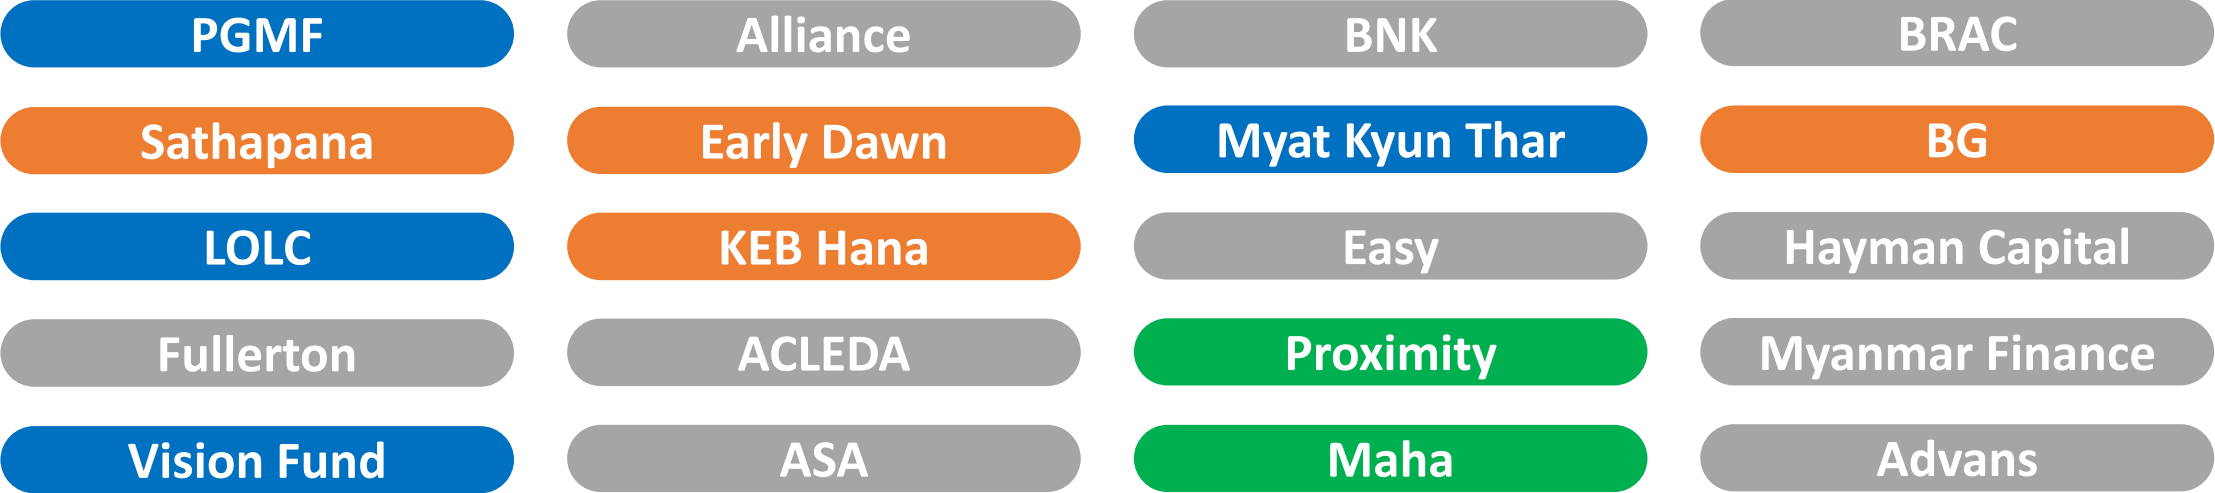 PGMF
Alliance
BNK
BRAC
Sathapana
Early Dawn
Myat Kyun Thar
BG
LOLC
KEB Hana
Easy
Hayman Capital
Fullerton
ACLEDA
Proximity
Myanmar Finance
Vision Fund
ASA
Maha
Advans